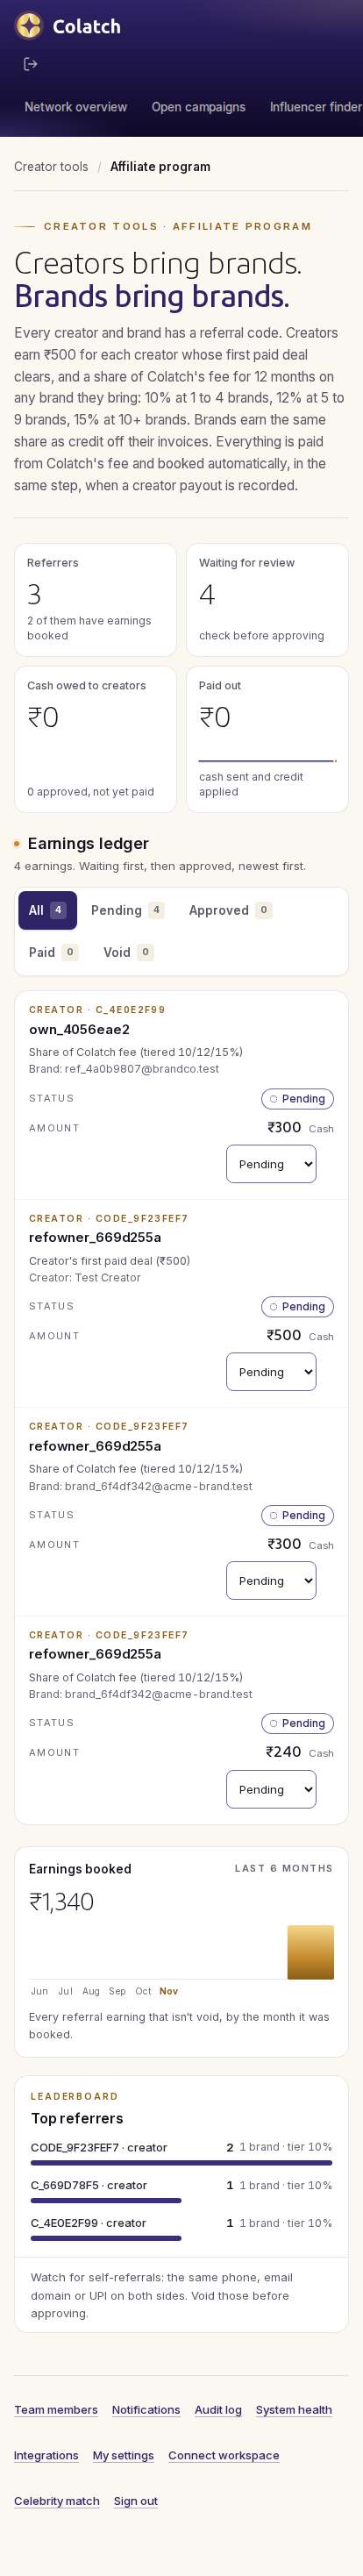 Colatch
Network overview Open campaigns Influencer finder
Creator tools / Affiliate program
CREATOR TOOLS · AFFILIATE PROGRAM
Creators bring brands.
Brands bring brands.
Every creator and brand has a referral code. Creators
earn ₹500 for each creator whose first paid deal
clears, and a share of Colatch's fee for 12 months on
any brand they bring: 10% at 1 to 4 brands, 12% at 5 to
9 brands, 15% at 10+ brands. Brands earn the same
share as credit off their invoices. Everything is paid
from Colatch's fee and booked automatically, in the
same step, when a creator payout is recorded.
Referrers
3
2 of them have earnings
booked
Waiting for review
4
check before approving
Cash owed to creators
₹0
0 approved, not yet paid
Paid out
₹0
cash sent and credit
applied
Earnings ledger
4 earnings. Waiting first, then approved, newest first.
All 4 Pending 4 Approved 0
Paid 0 Void 0
CREATOR · C_4E0E2F99
own_4056eae2
Share of Colatch fee (tiered 10/12/15%)
Brand: ref_4a0b9807@brandco.test
STATUS Pending
AMOUNT ₹300 Cash
Pending
CREATOR · CODE_9F23FEF7
refowner_669d255a
Creator's first paid deal (₹500)
Creator: Test Creator
STATUS Pending
AMOUNT ₹500 Cash
Pending
CREATOR · CODE_9F23FEF7
refowner_669d255a
Share of Colatch fee (tiered 10/12/15%)
Brand: brand_6f4df342@acme-brand.test
STATUS Pending
AMOUNT ₹300 Cash
Pending
CREATOR · CODE_9F23FEF7
refowner_669d255a
Share of Colatch fee (tiered 10/12/15%)
Brand: brand_6f4df342@acme-brand.test
STATUS Pending
AMOUNT ₹240 Cash
Pending
Earnings booked LAST 6 MONTHS
₹1,340
Jun Jul Aug Sep Oct Nov
Every referral earning that isn't void, by the month it was
booked.
LEADERBOARD
Top referrers
CODE_9F23FEF7 · creator 2 1 brand · tier 10%
C_669D78F5 · creator 1 1 brand · tier 10%
C_4E0E2F99 · creator 1 1 brand · tier 10%
Watch for self-referrals: the same phone, email
domain or UPI on both sides. Void those before
approving.
Team members Notifications Audit log System health
Integrations My settings Connect workspace
Celebrity match Sign out